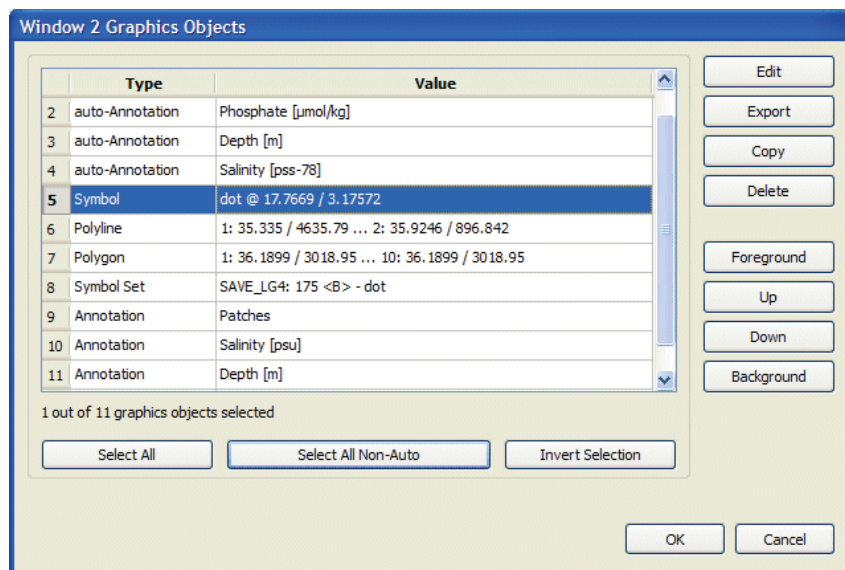 Window 2 Graphics Objects
Type Value
2 auto-Annotation Phosphate [µmol/kg]
3 auto-Annotation Depth [m]
4 auto-Annotation Salinity [pss-78]
5 Symbol dot @ 17.7669 / 3.17572
6 Polyline 1: 35.335 / 4635.79 ... 2: 35.9246 / 896.842
7 Polygon 1: 36.1899 / 3018.95 ... 10: 36.1899 / 3018.95
8 Symbol Set SAVE_LG4: 175 <B> - dot
9 Annotation Patches
10 Annotation Salinity [psu]
11 Annotation Depth [m]
1 out of 11 graphics objects selected
Select All Select All Non-Auto Invert Selection
Edit
Export
Copy
Delete
Foreground
Up
Down
Background
OK Cancel